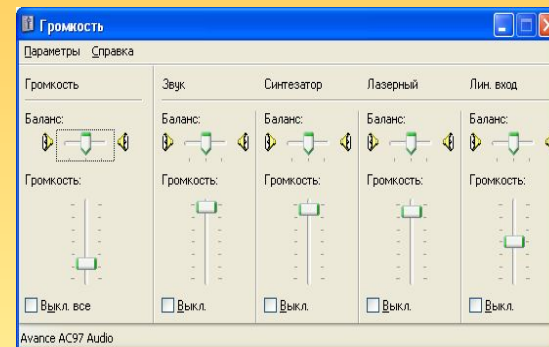 Громкость
Параметры Справка
Громкость Звук Синтезатор Лазерный Лин. вход
Баланс: Баланс: Баланс: Баланс: Баланс:
Громкость: Громкость: Громкость: Громкость: Громкость:
Выкл. все Выкл. Выкл. Выкл. Выкл.
Avance AC97 Audio